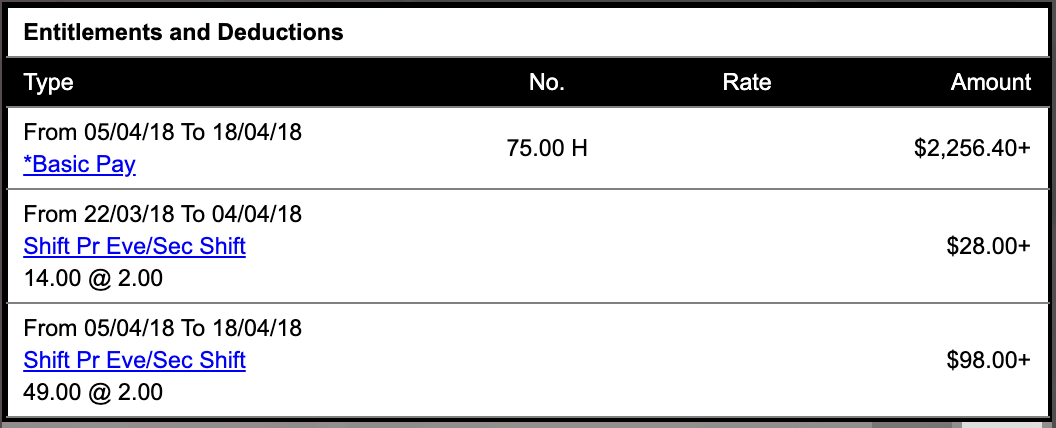 Entitlements and Deductions
Type No. Rate Amount
From 05/04/18 To 18/04/18
*Basic Pay 75.00 H $2,256.40+
From 22/03/18 To 04/04/18
Shift Pr Eve/Sec Shift $28.00+
14.00 @ 2.00
From 05/04/18 To 18/04/18
Shift Pr Eve/Sec Shift $98.00+
49.00 @ 2.00